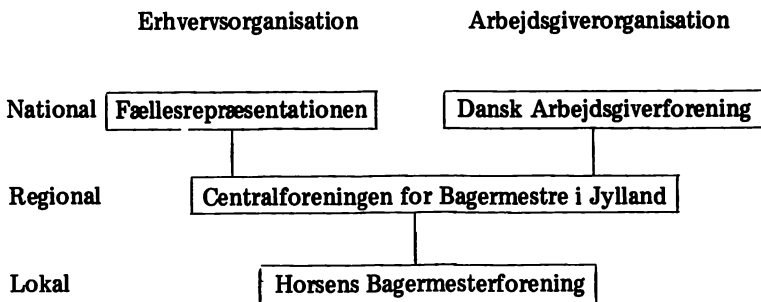 Erhvervsorganisation Arbejdsgiverorganisation
National Fællesrepræsentationen Dansk Arbejdsgiverforening
Regional Centralforeningen for Bagermestre i Jylland
Lokal Horsens Bagermesterforening